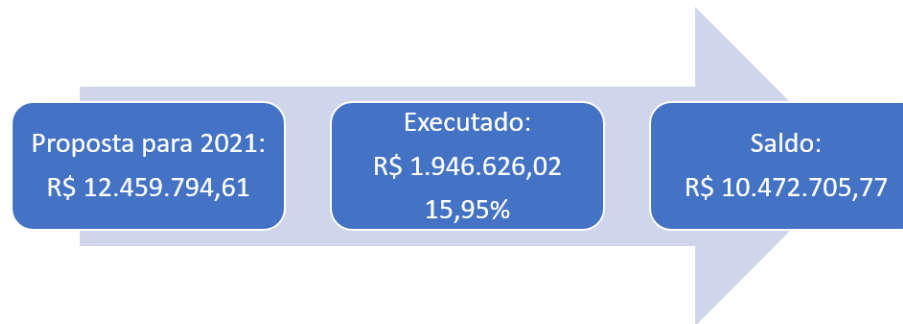 Proposta para 2021:
R$ 12.459.794,61
Executado:
R$ 1.946.626,02
15,95%
Saldo:
R$ 10.472.705,77